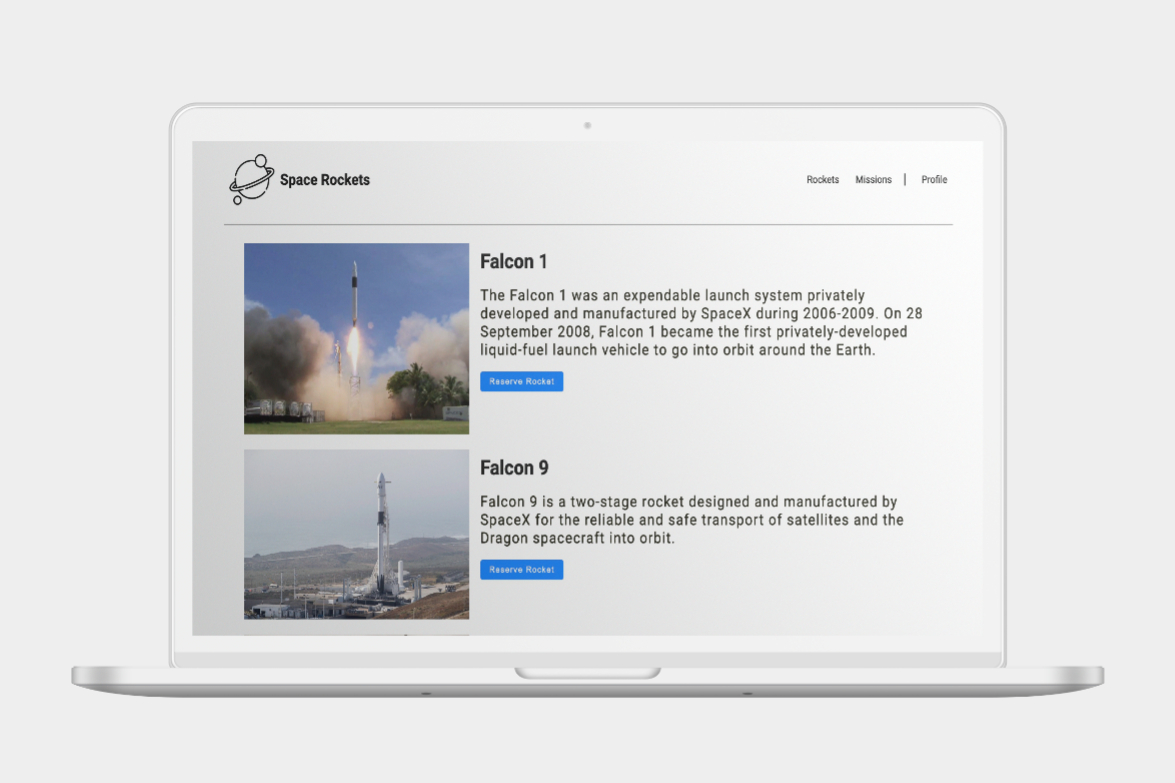 Space Rockets
Rockets Missions | Profile
Falcon 1
The Falcon 1 was an expendable launch system privately
developed and manufactured by SpaceX during 2006-2009. On 28
September 2008, Falcon 1 became the first privately-developed
liquid-fuel launch vehicle to go into orbit around the Earth.
Reserve Rocket
Falcon 9
Falcon 9 is a two-stage rocket designed and manufactured by
SpaceX for the reliable and safe transport of satellites and the
Dragon spacecraft into orbit.
Reserve Rocket